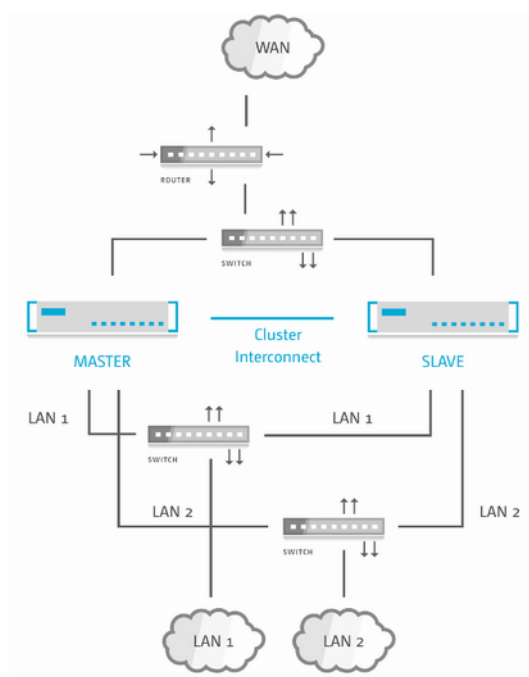 WAN
ROUTER
SWITCH
Cluster
Interconnect
MASTER
SLAVE
LAN 1
LAN 1
SWITCH
LAN 2
LAN 2
SWITCH
LAN 1
LAN 2